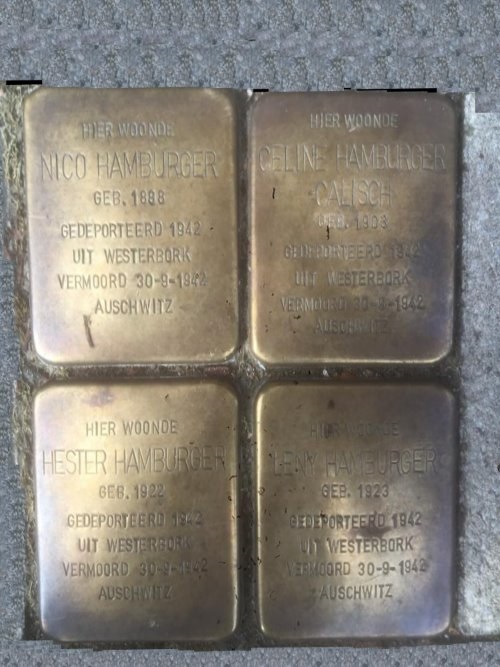 HIER WOONDE
NICO HAMBURGER
GEB. 1888
GEDEPORTEERD 1942
UIT WESTERBORK
VERMOORD 30-9-1942
AUSCHWITZ
HIER WOONDE
CELINE HAMBURGER
CALISCH
GEB. 1903
GEDEPORTEERD 1942
UIT WESTERBORK
VERMOORD 30-9-1942
AUSCHWITZ
HIER WOONDE
HESTER HAMBURGER
GEB. 1922
GEDEPORTEERD 1942
UIT WESTERBORK
VERMOORD 30-9-1942
AUSCHWITZ
HIER WOONDE
LENY HAMBURGER
GEB. 1923
GEDEPORTEERD 1942
UIT WESTERBORK
VERMOORD 30-9-1942
AUSCHWITZ